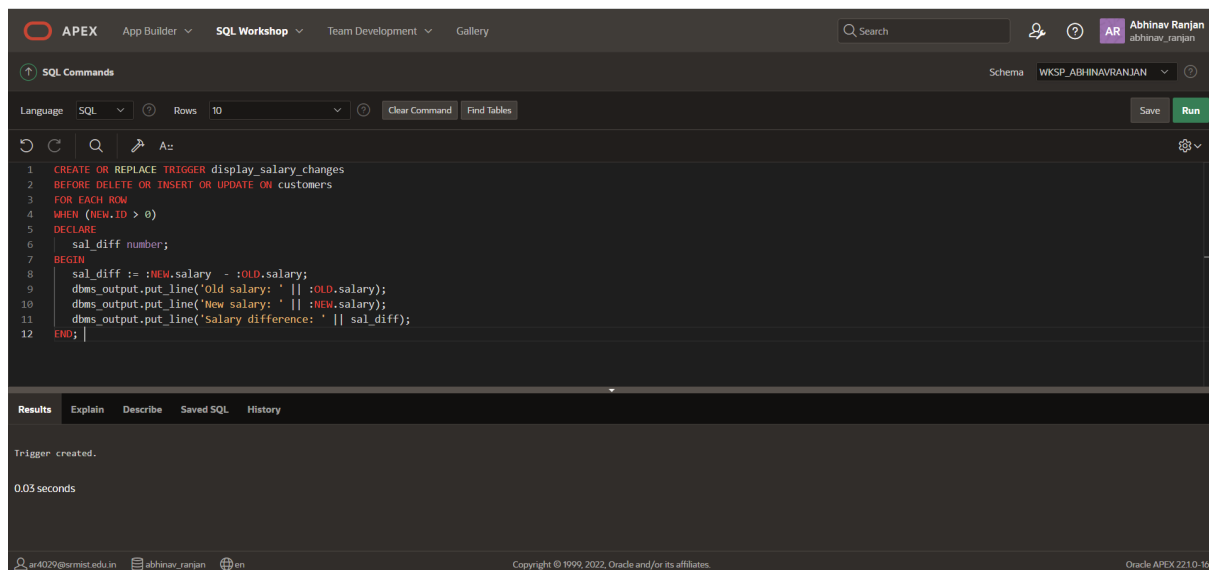 APEX App Builder SQL Workshop Team Development Gallery Search AR Abhinav Ranjan
abhinav_ranjan
SQL Commands Schema WKSP_ABHINAVRANJAN
Language SQL Rows 10 Clear Command Find Tables Save Run
A::
1 CREATE OR REPLACE TRIGGER display_salary_changes
2 BEFORE DELETE OR INSERT OR UPDATE ON customers
3 FOR EACH ROW
4 WHEN (NEW.ID > 0)
5 DECLARE
6 sal_diff number;
7 BEGIN
8 sal_diff := :NEW.salary  - :OLD.salary;
9 dbms_output.put_line('Old salary: ' || :OLD.salary);
10 dbms_output.put_line('New salary: ' || :NEW.salary);
11 dbms_output.put_line('Salary difference: ' || sal_diff);
12 END;
Results Explain Describe Saved SQL History
Trigger created.
0.03 seconds
ar4029@srmist.edu.in abhinav_ranjan en Copyright © 1999, 2022, Oracle and/or its affiliates. Oracle APEX 22.1.0-16